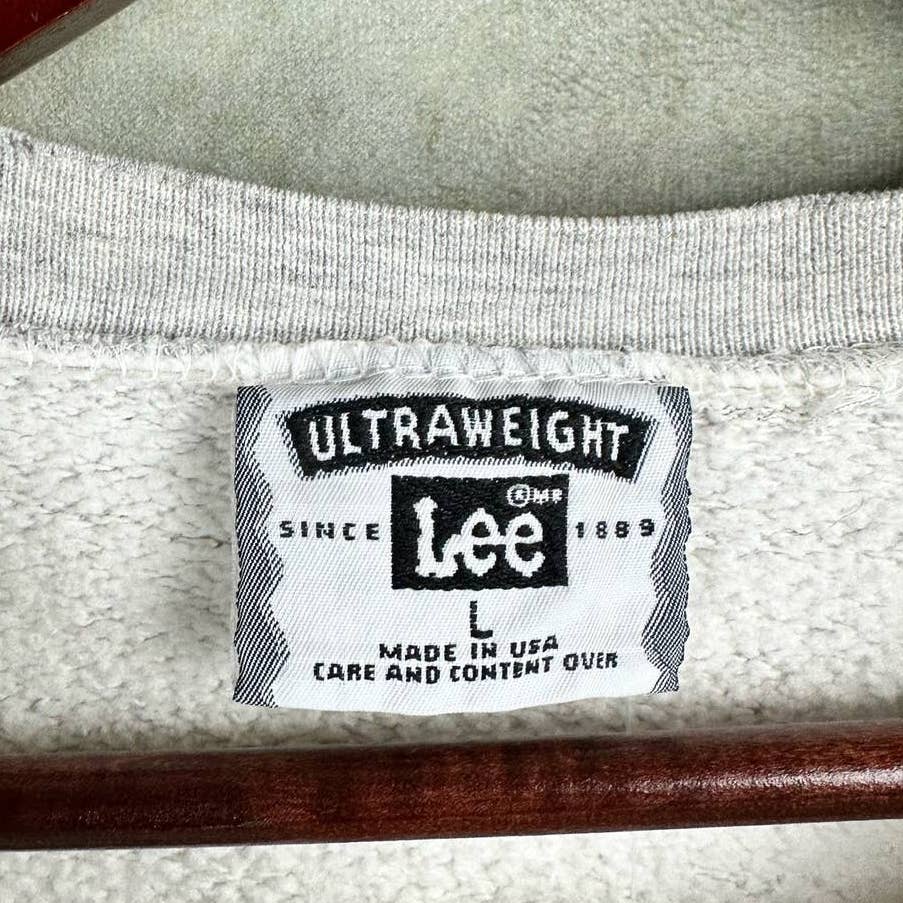 ULTRAWEIGHT
®MR
SINCE Lee 1889
L
MADE IN USA
CARE AND CONTENT OVER